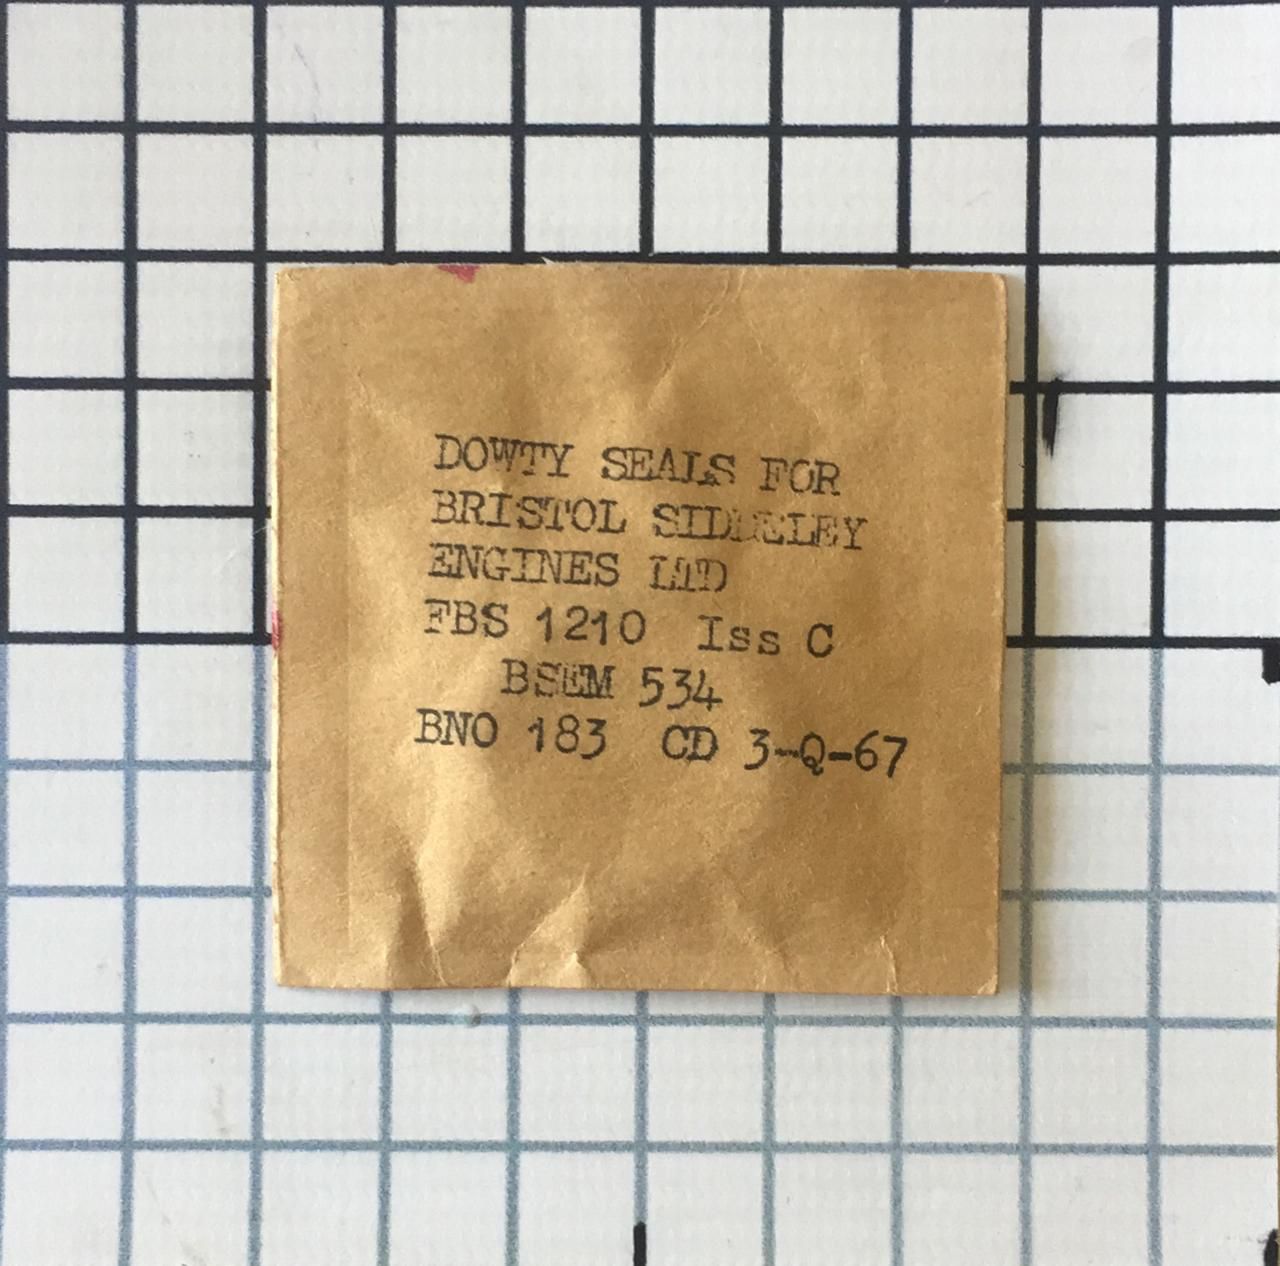 DOWTY SEALS FOR
BRISTOL SIDDELEY
ENGINES LTD
FBS 1210 Iss C
BSEM 534
BNO 183 CD 3-Q-67